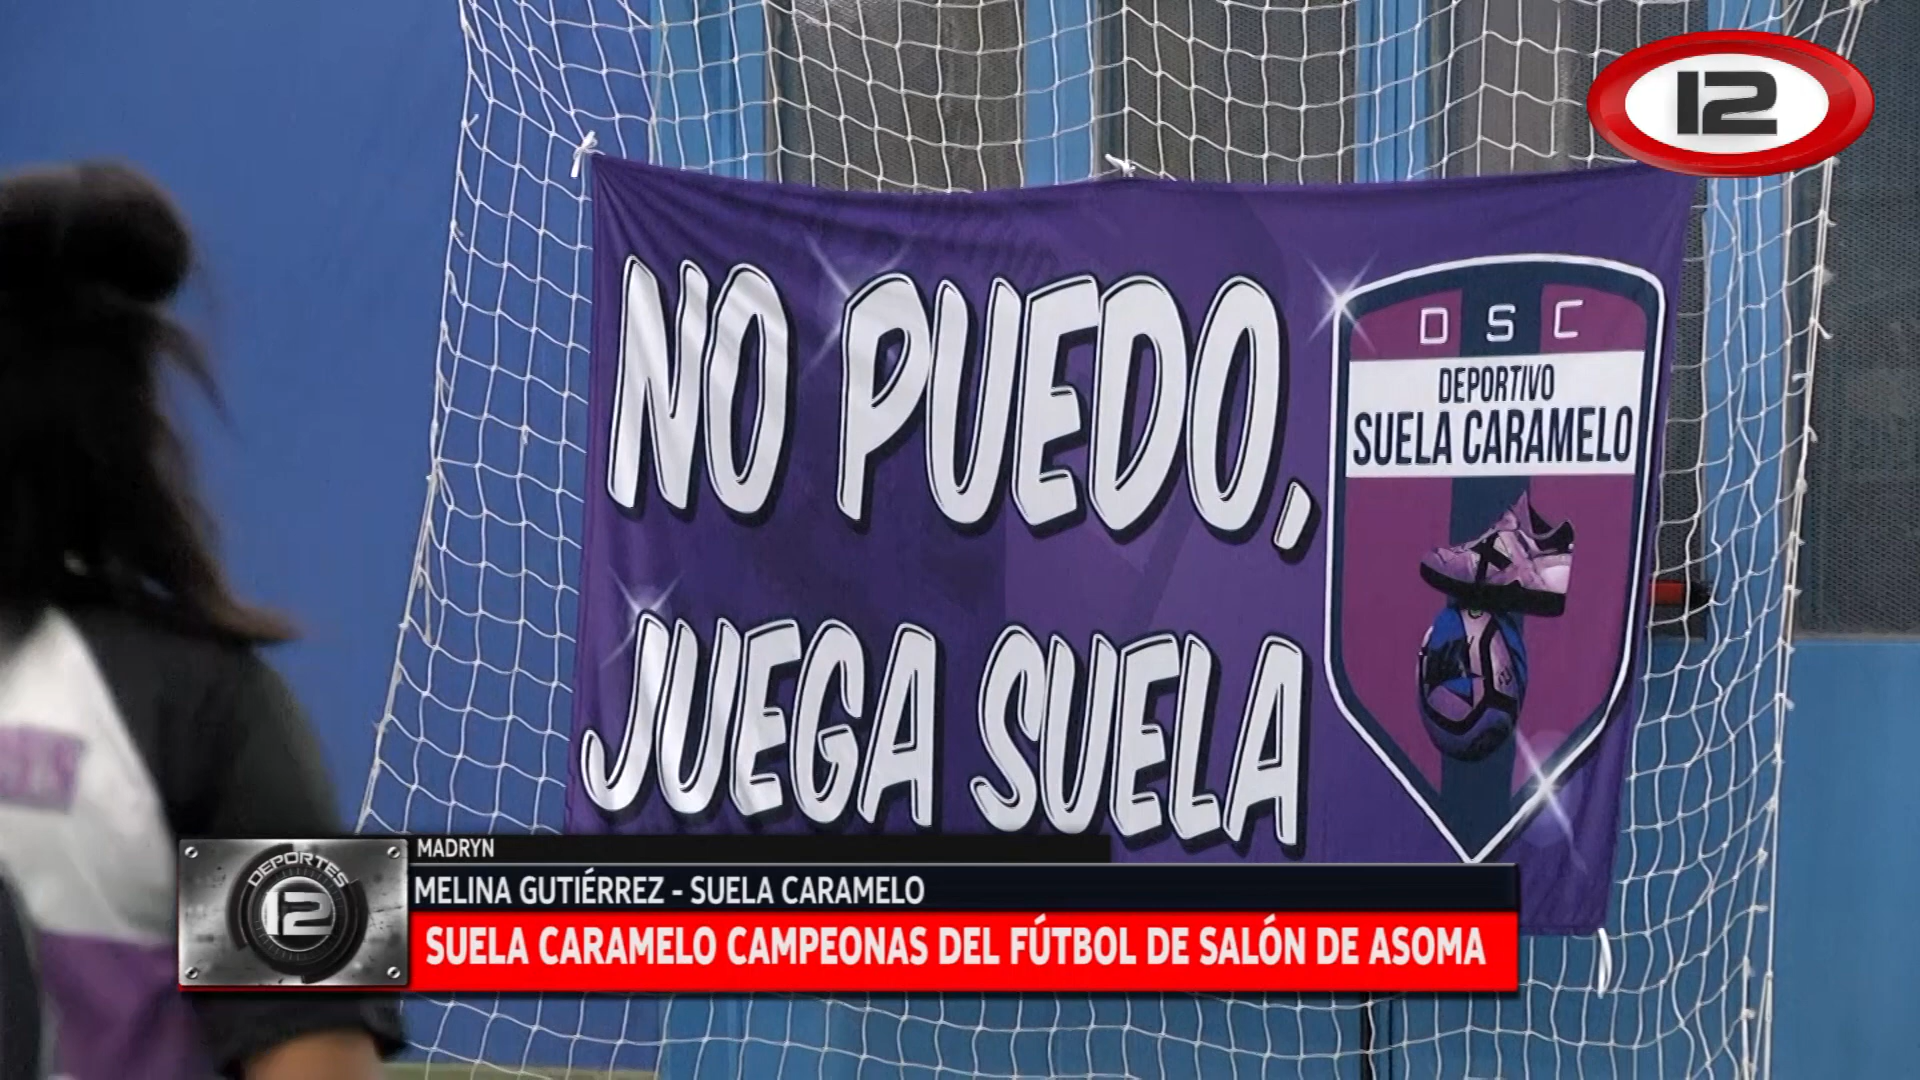 12
NO PUEDO,
JUEGA SUELA
D S C
DEPORTIVO
SUELA CARAMELO
DEPORTES
12
MADRYN
MELINA GUTIÉRREZ - SUELA CARAMELO
SUELA CARAMELO CAMPEONAS DEL FÚTBOL DE SALÓN DE ASOMA